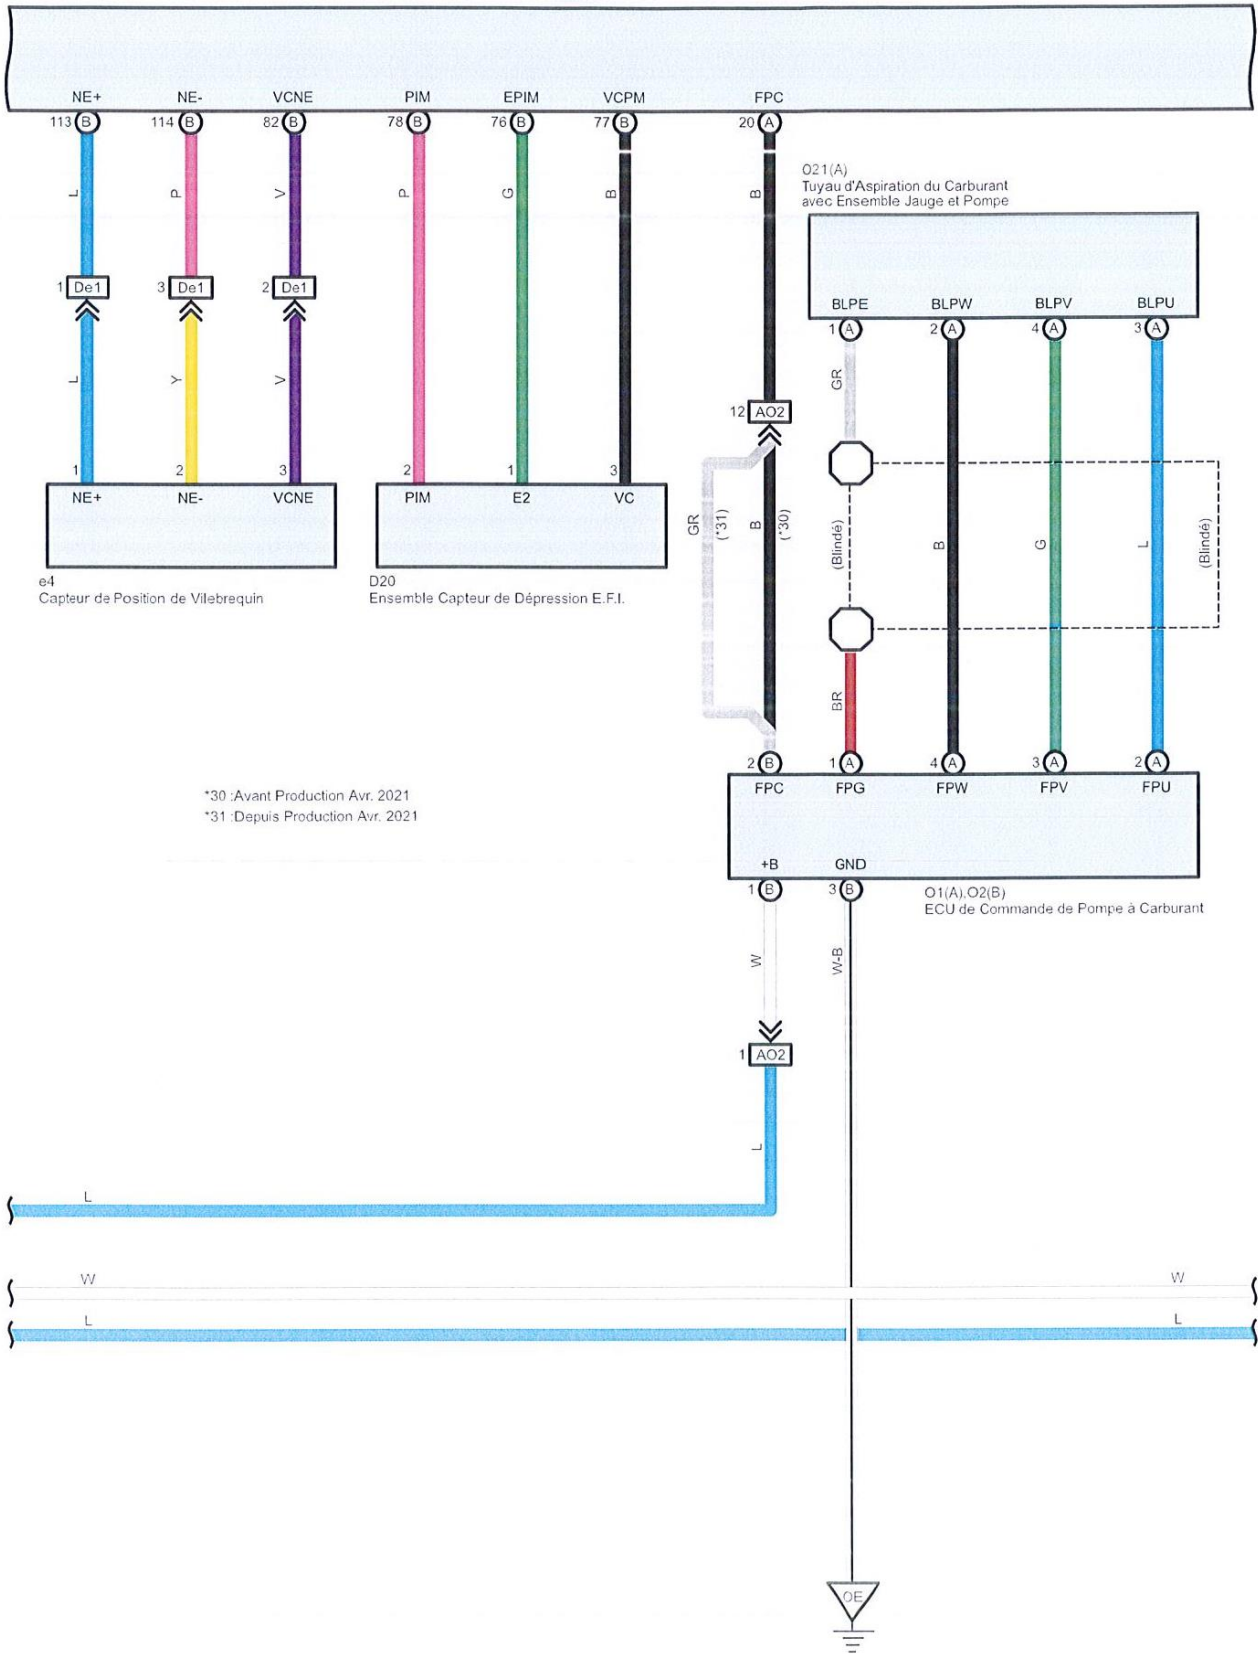 NE+ NE- VCNE PIM EPIM VCPM FPC
113 B 114 B 82 B 78 B 76 B 77 B 20 A
L P V P G B B
O21(A)
Tuyau d'Aspiration du Carburant
avec Ensemble Jauge et Pompe
1 De1 3 De1 2 De1
BLPE BLPW BLPV BLPU
1 A 2 A 4 A 3 A
L Y V
GR
12 AO2
1 2 3 2 1 3
NE+ NE- VCNE PIM E2 VC
GR (*31) B (*30) (Blindé) B G L (Blindé)
e4
Capteur de Position de Vilebrequin
D20
Ensemble Capteur de Dépression E.F.I.
BR
2 B 1 A 4 A 3 A 2 A
FPC FPG FPW FPV FPU
*30 :Avant Production Avr. 2021
*31 :Depuis Production Avr. 2021
+B GND
1 B 3 B
O1(A),O2(B)
ECU de Commande de Pompe à Carburant
W W-B
1 AO2
L
L
W W
L L
OE